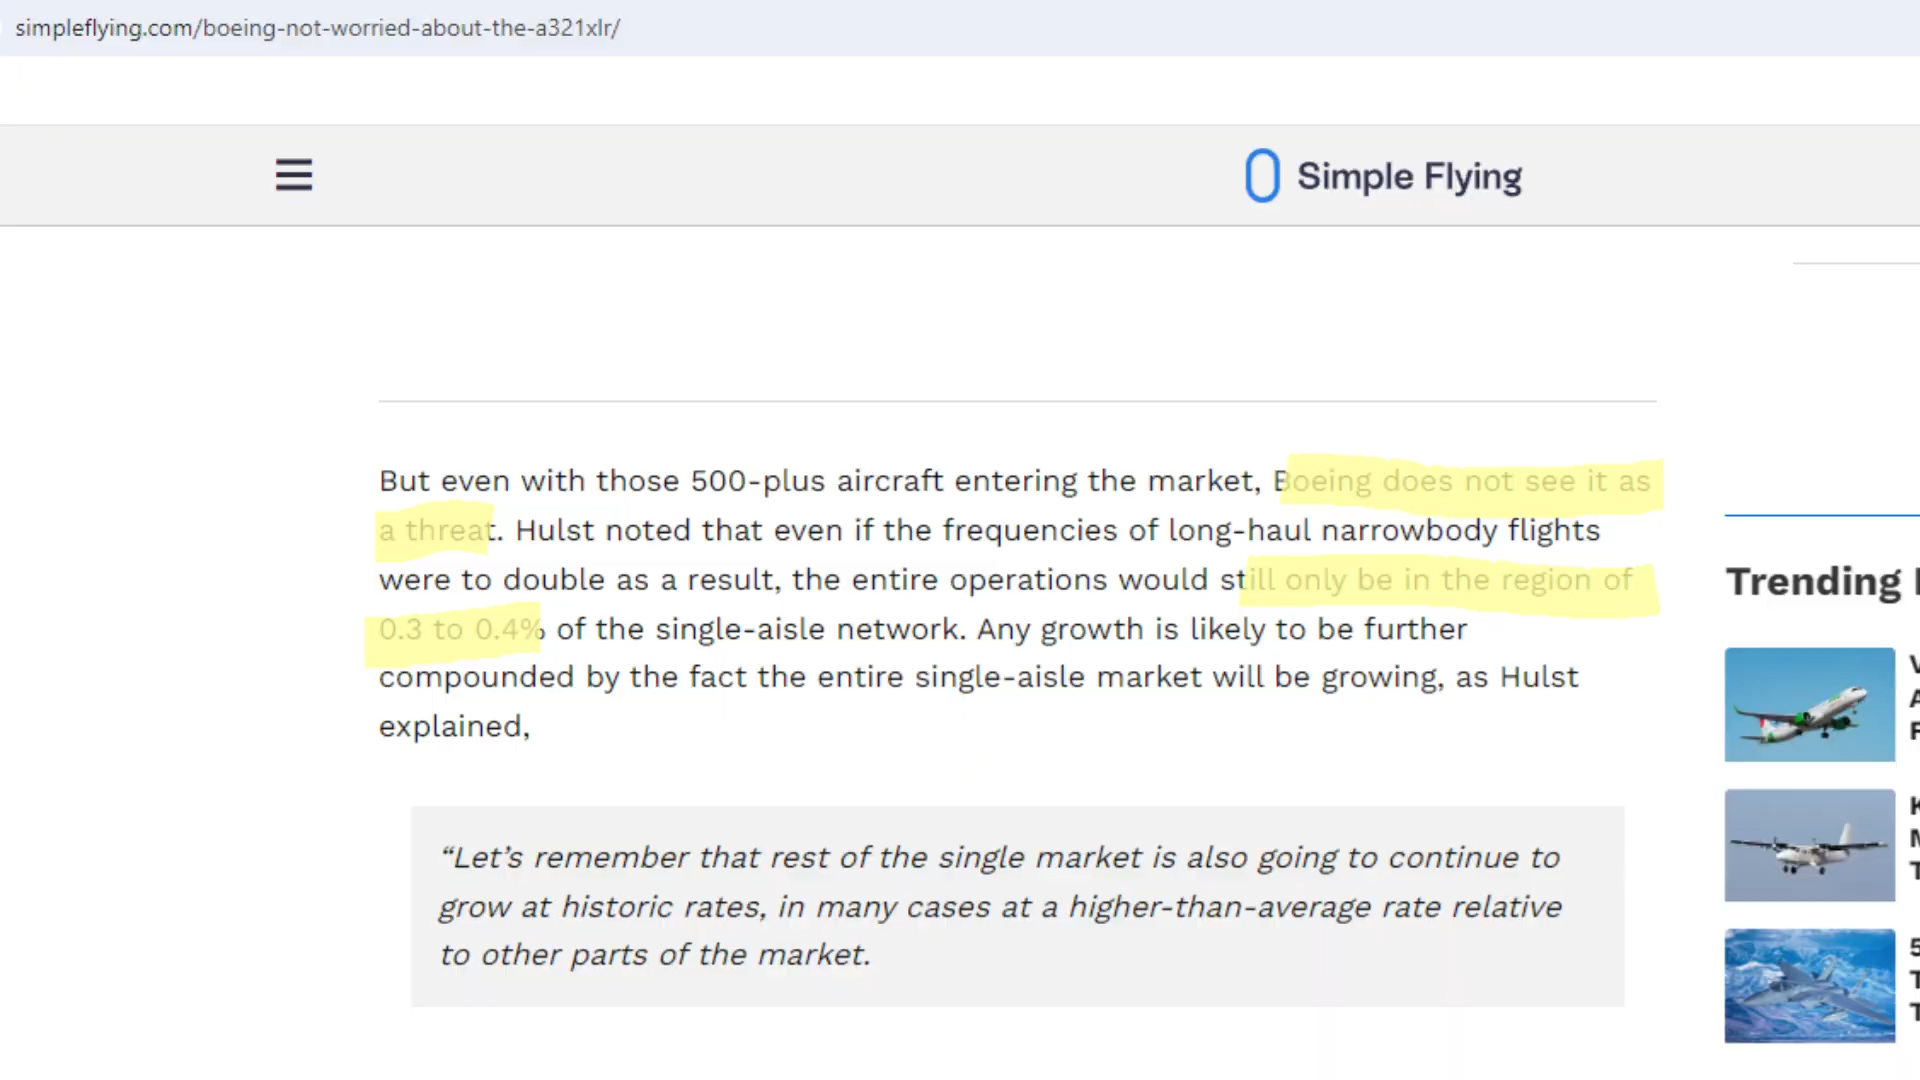 simpleflying.com/boeing-not-worried-about-the-a321xlr/
Simple Flying
But even with those 500-plus aircraft entering the market, Boeing does not see it as
a threat. Hulst noted that even if the frequencies of long-haul narrowbody flights
were to double as a result, the entire operations would still only be in the region of
0.3 to 0.4% of the single-aisle network. Any growth is likely to be further
compounded by the fact the entire single-aisle market will be growing, as Hulst
explained,
“Let’s remember that rest of the single market is also going to continue to
grow at historic rates, in many cases at a higher-than-average rate relative
to other parts of the market.
Trending